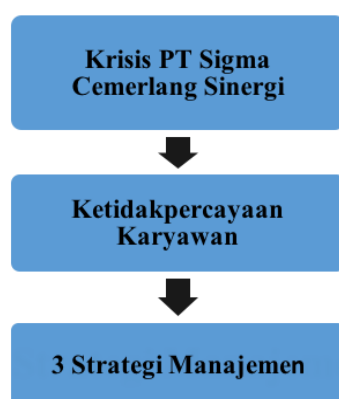 Krisis PT Sigma
Cemerlang Sinergi
Ketidakpercayaan
Karyawan
3 Strategi Manajemen